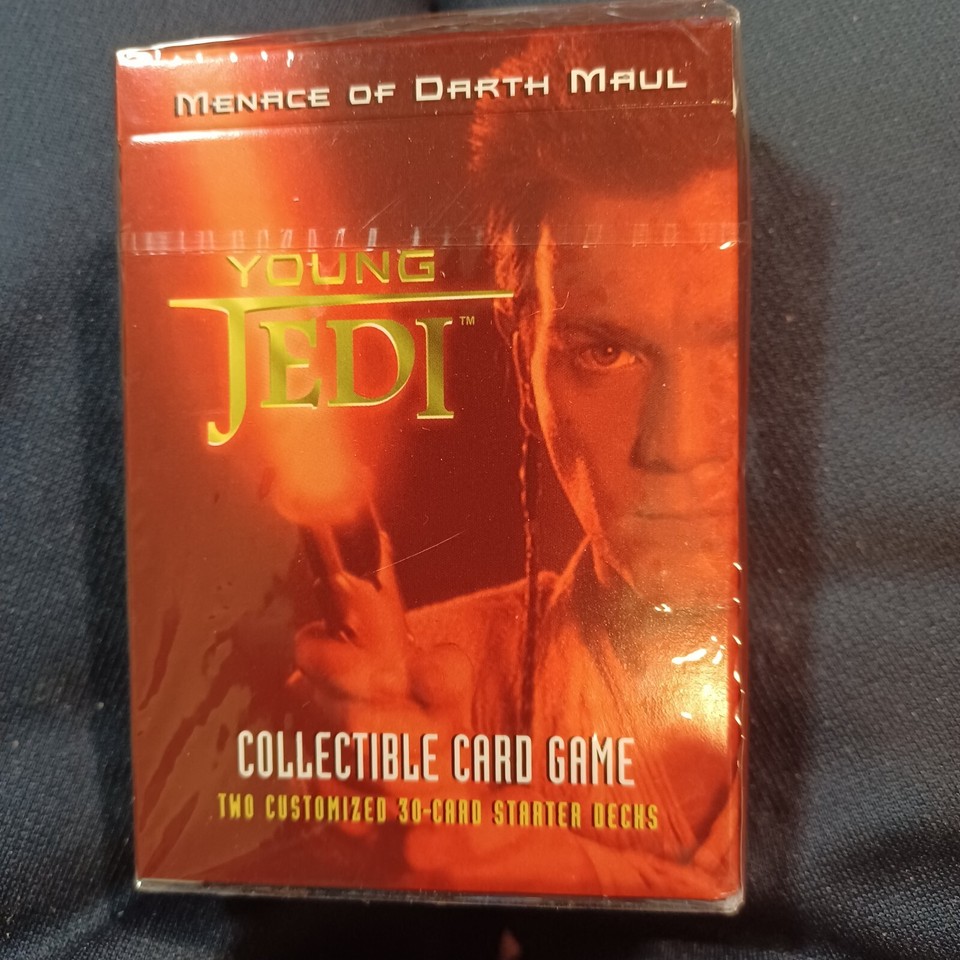 MENACE OF DARTH MAUL
YOUNG
JEDI™
COLLECTIBLE CARD GAME
TWO CUSTOMIZED 30-CARD STARTER DECKS